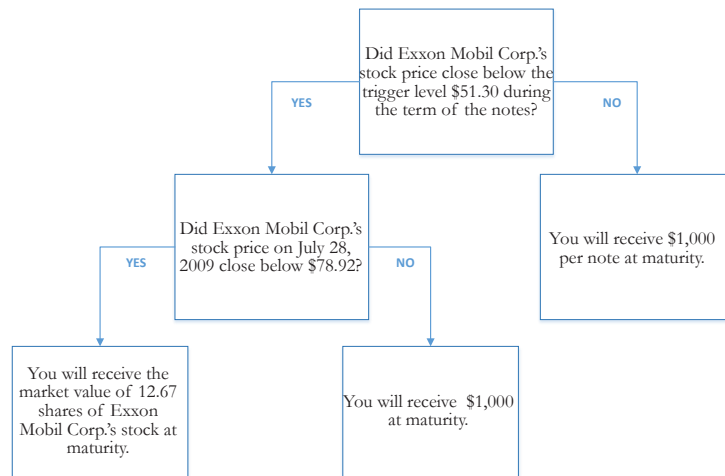 Did Exxon Mobil Corp.'s
stock price close below the
trigger level $51.30 during
the term of the notes?
YES
NO
Did Exxon Mobil Corp.'s
stock price on July 28,
2009 close below $78.92?
You will receive $1,000
per note at maturity.
YES
NO
You will receive the
market value of 12.67
shares of Exxon
Mobil Corp.'s stock at
maturity.
You will receive $1,000
at maturity.